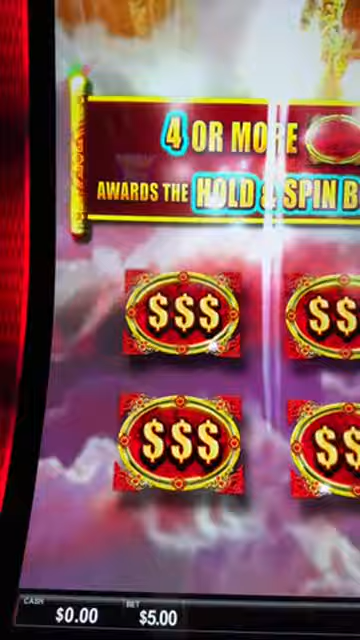 4 OR MORE
AWARDS THE HOLD & SPIN B
$$$ $$
$$$ $$
CASH BET
$0.00 $5.00